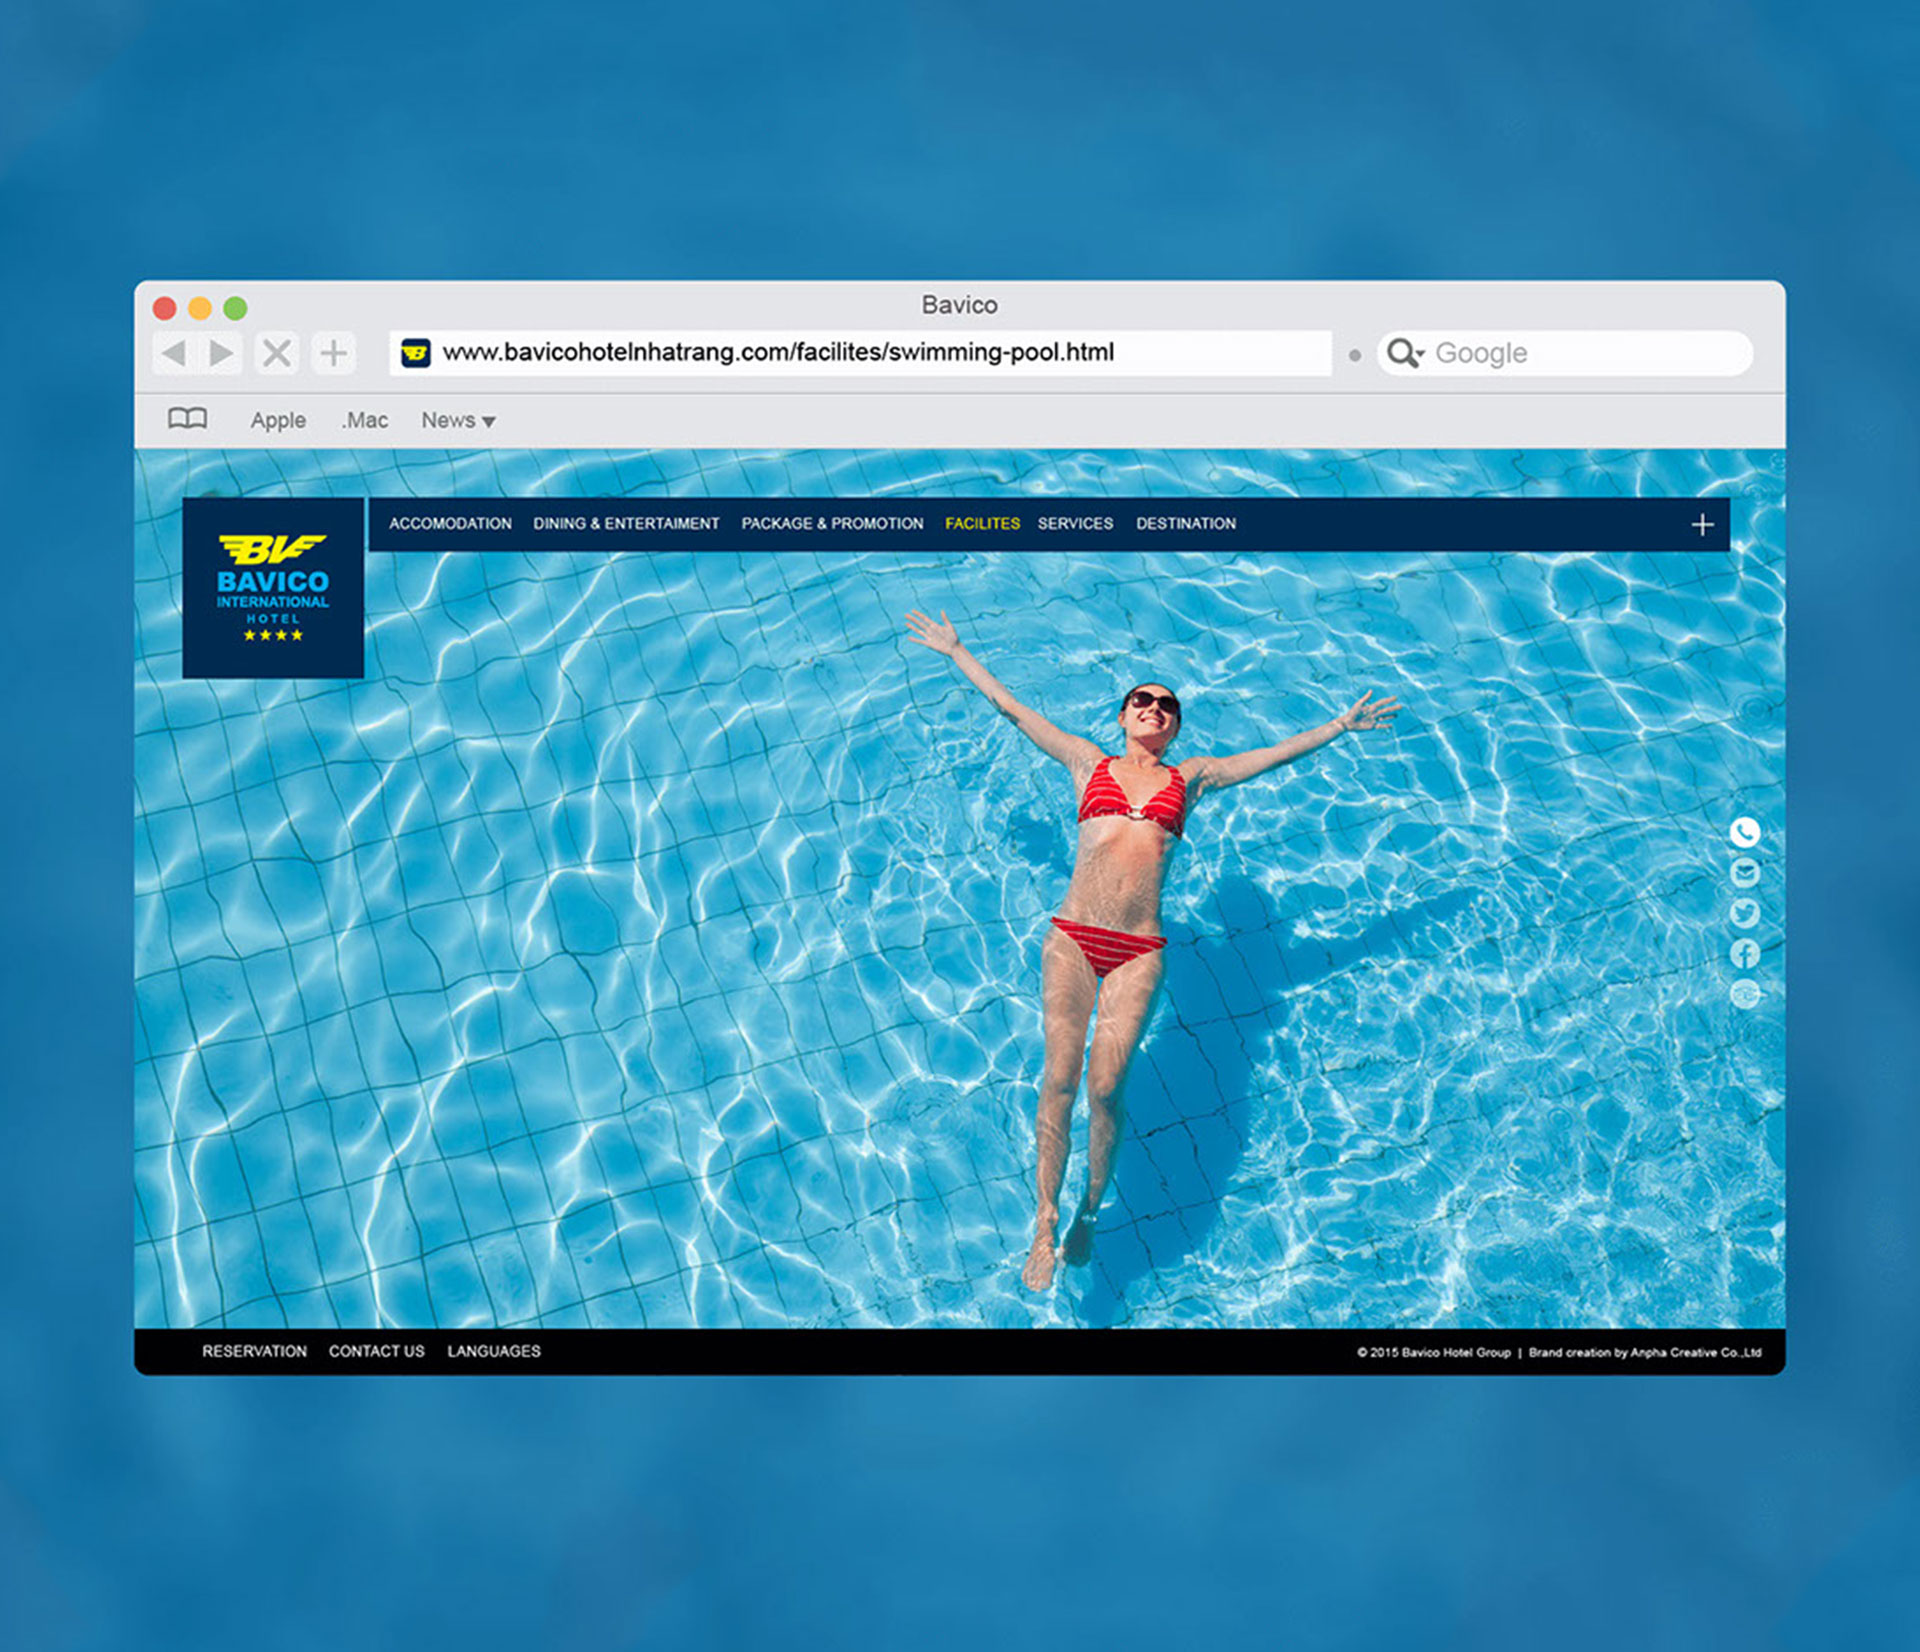 Bavico
www.bavicohotelnhatrang.com/facilites/swimming-pool.html
Google
Apple .Mac News
ACCOMODATION DINING & ENTERTAIMENT PACKAGE & PROMOTION FACILITES SERVICES DESTINATION
BV
BAVICO
INTERNATIONAL
HOTEL
RESERVATION CONTACT US LANGUAGES
© 2015 Bavico Hotel Group | Brand creation by Anpha Creative Co.,Ltd